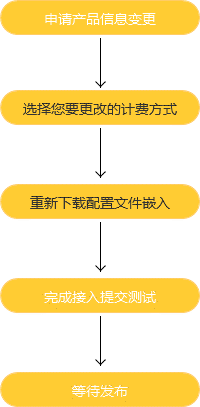 申请产品信息变更
选择您要更改的计费方式
重新下载配置文件嵌入
完成接入提交测试
等待发布